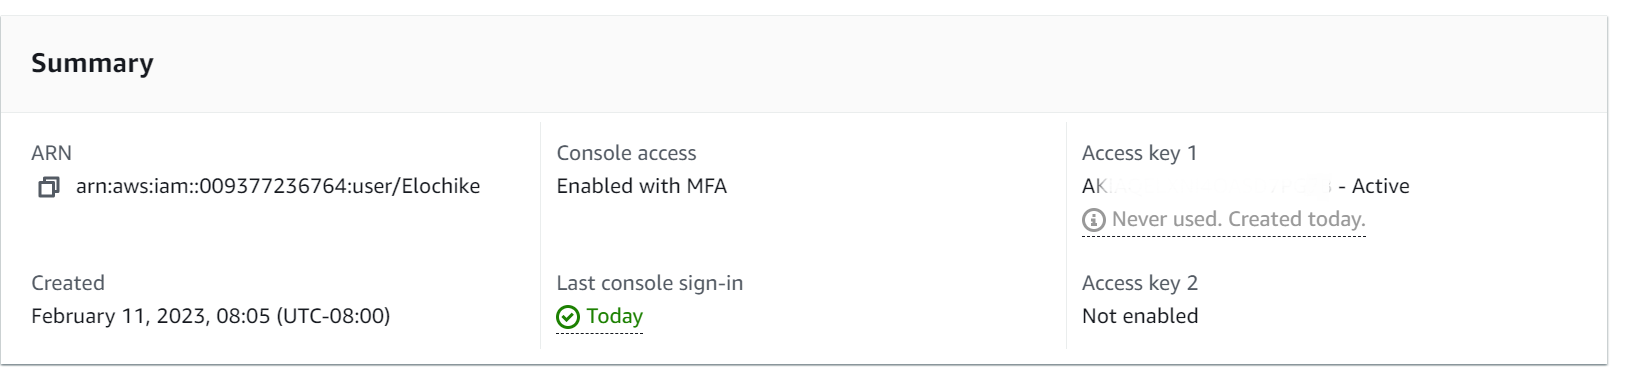 Summary
ARN
arn:aws:iam::009377236764:user/Elochike
Created
February 11, 2023, 08:05 (UTC-08:00)
Console access
Enabled with MFA
Last console sign-in
Today
Access key 1
- Active
Never used. Created today.
Access key 2
Not enabled